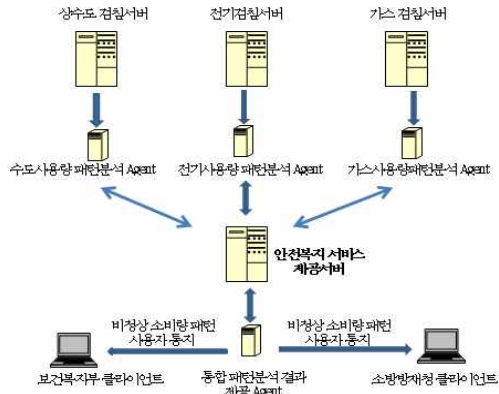 상수도 검침서버
전기검침서버
가스 검침서버
수도사용량 패턴분석 Agent
전기사용량 패턴분석 Agent
가스사용량패턴분석 Agent
안전복지 서비스
제공서버
비정상 소비량 패턴
사용자 통지
비정상 소비량 패턴
사용자 통지
보건복지부 클라이언트
통합 패턴분석 결과
제공 Agent
소방방재청 클라이언트